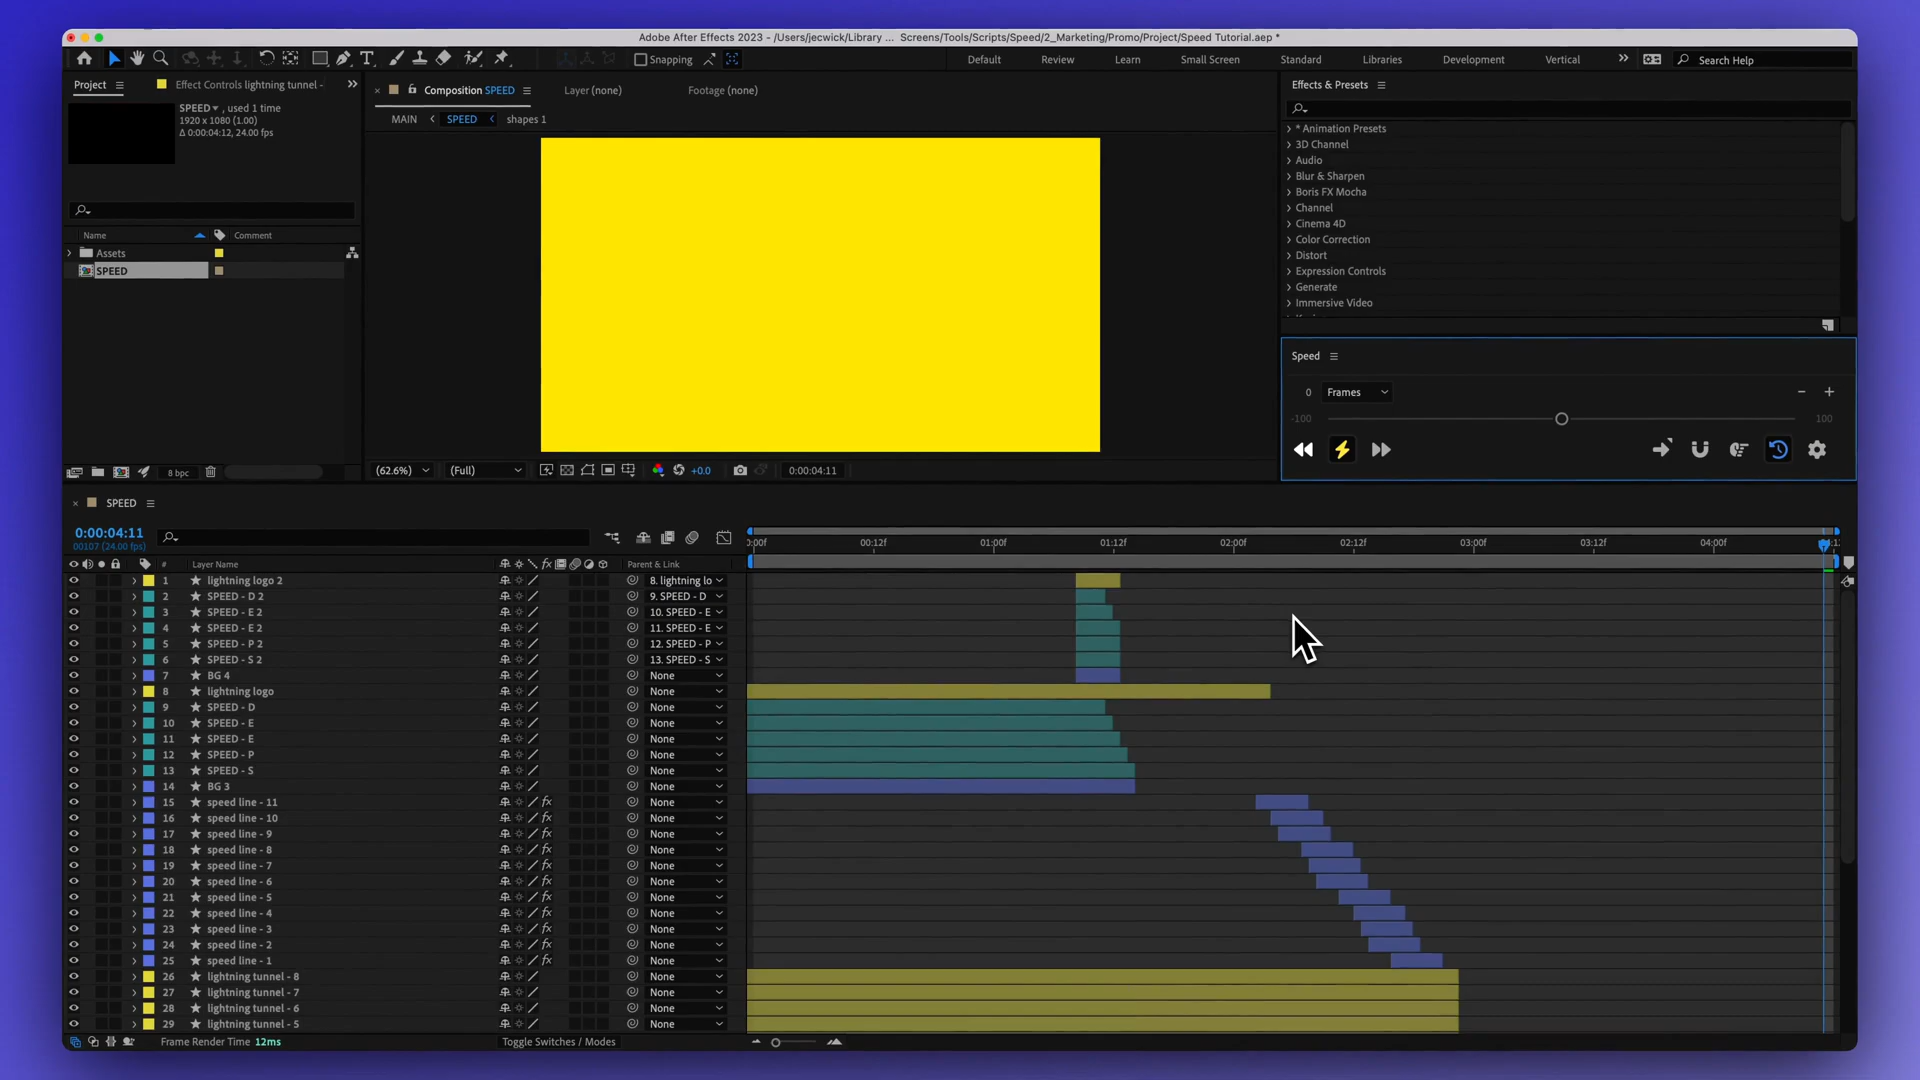 Adobe After Effects 2023 - /Users/jecwick/Library ... Screens/Tools/Scripts/Speed/2_Marketing/Promo/Project/Speed Tutorial.aep *
Snapping
Default
Review
Learn
Small Screen
Standard
Libraries
Development
Vertical
Search Help
Project
Effect Controls lightning tunnel -
SPEED , used 1 time
1920 x 1080 (1.00)
Δ 0:00:04:12, 24.00 fps
Composition SPEED
Layer (none)
Footage (none)
MAIN
SPEED
shapes 1
Effects & Presets
* Animation Presets
3D Channel
Audio
Blur & Sharpen
Boris FX Mocha
Channel
Cinema 4D
Color Correction
Distort
Expression Controls
Generate
Immersive Video
Name
Comment
Assets
SPEED
8 bpc
(62.6%)
(Full)
+0.0
0:00:04:11
Speed
0 Frames
-100
100
SPEED
0:00:04:11
00107 (24.00 fps)
:00f 00:12f 01:00f 01:12f 02:00f 02:12f 03:00f 03:12f 04:00f
# Layer Name Parent & Link
1 lightning logo 2 8. lightning lo
2 SPEED - D 2 9. SPEED - D
3 SPEED - E 2 10. SPEED - E
4 SPEED - E 2 11. SPEED - E
5 SPEED - P 2 12. SPEED - P
6 SPEED - S 2 13. SPEED - S
7 BG 4 None
8 lightning logo None
9 SPEED - D None
10 SPEED - E None
11 SPEED - E None
12 SPEED - P None
13 SPEED - S None
14 BG 3 None
15 speed line - 11 fx None
16 speed line - 10 fx None
17 speed line - 9 fx None
18 speed line - 8 fx None
19 speed line - 7 fx None
20 speed line - 6 fx None
21 speed line - 5 fx None
22 speed line - 4 fx None
23 speed line - 3 fx None
24 speed line - 2 fx None
25 speed line - 1 fx None
26 lightning tunnel - 8 None
27 lightning tunnel - 7 None
28 lightning tunnel - 6 None
29 lightning tunnel - 5 None
Frame Render Time 12ms
Toggle Switches / Modes